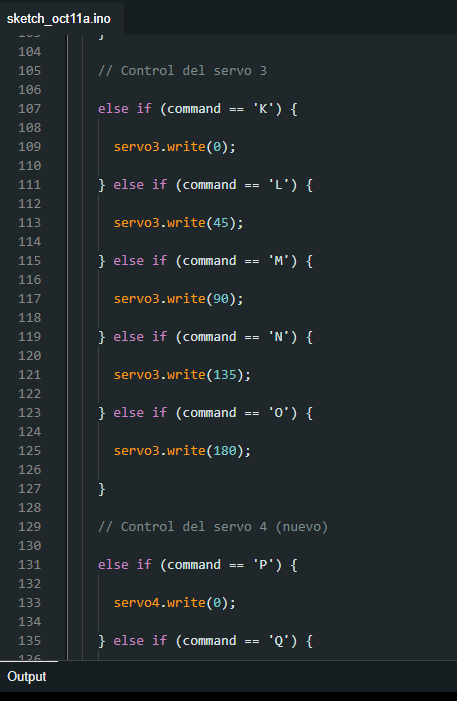 sketch_oct11a.ino
103 }
104
105 // Control del servo 3
106
107 else if (command == 'K') {
108
109 servo3.write(0);
110
111 } else if (command == 'L') {
112
113 servo3.write(45);
114
115 } else if (command == 'M') {
116
117 servo3.write(90);
118
119 } else if (command == 'N') {
120
121 servo3.write(135);
122
123 } else if (command == 'O') {
124
125 servo3.write(180);
126
127 }
128
129 // Control del servo 4 (nuevo)
130
131 else if (command == 'P') {
132
133 servo4.write(0);
134
135 } else if (command == 'Q') {
136
Output